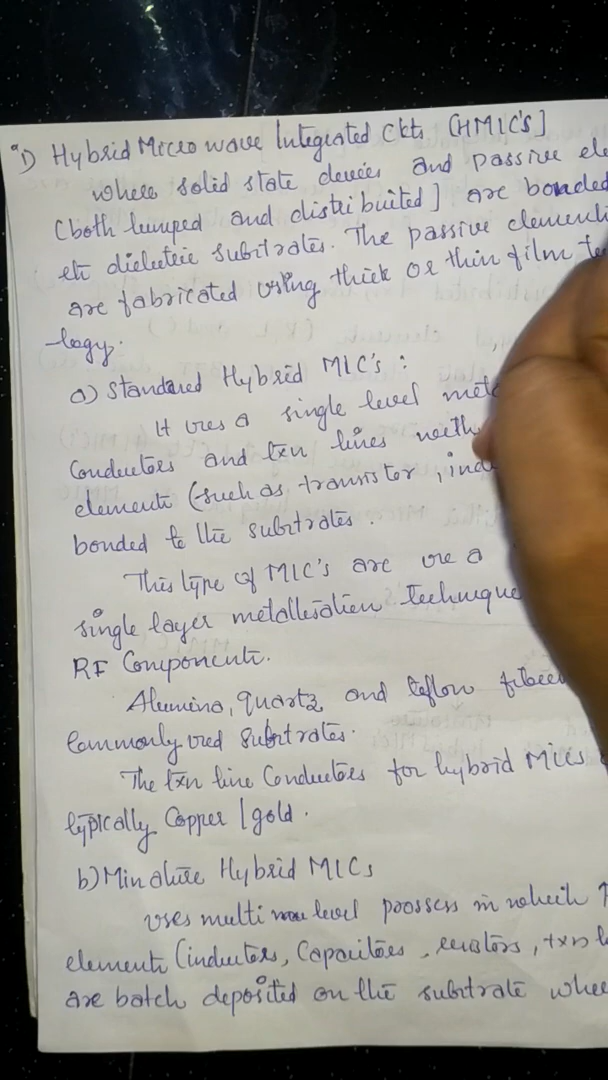 1) Hybrid Microwave Integrated Ckts [HMIC's]
where solid state devices and passive ele
(both lumped and distributed] are bonded
etc dielectric substrates. The passive elements
are fabricated using thick or thin film te
logy.
a) Standard Hybrid MIC's :
It uses a single level meta
Conductors and txn lines with
elements (such as transistor, ind
bonded to the substrates.
This type of MIC's are use a
single layer metallisation technique
RF Components.
Alumina, quartz and teflon fiber
Commonly used substrates.
The txn line Conductors for hybrid MICs
typically Copper / gold.
b) Miniature Hybrid MICs
uses multi level process in which
elements (inductors, Capacitors, resistors, txn l
are batch deposited on the substrate whe